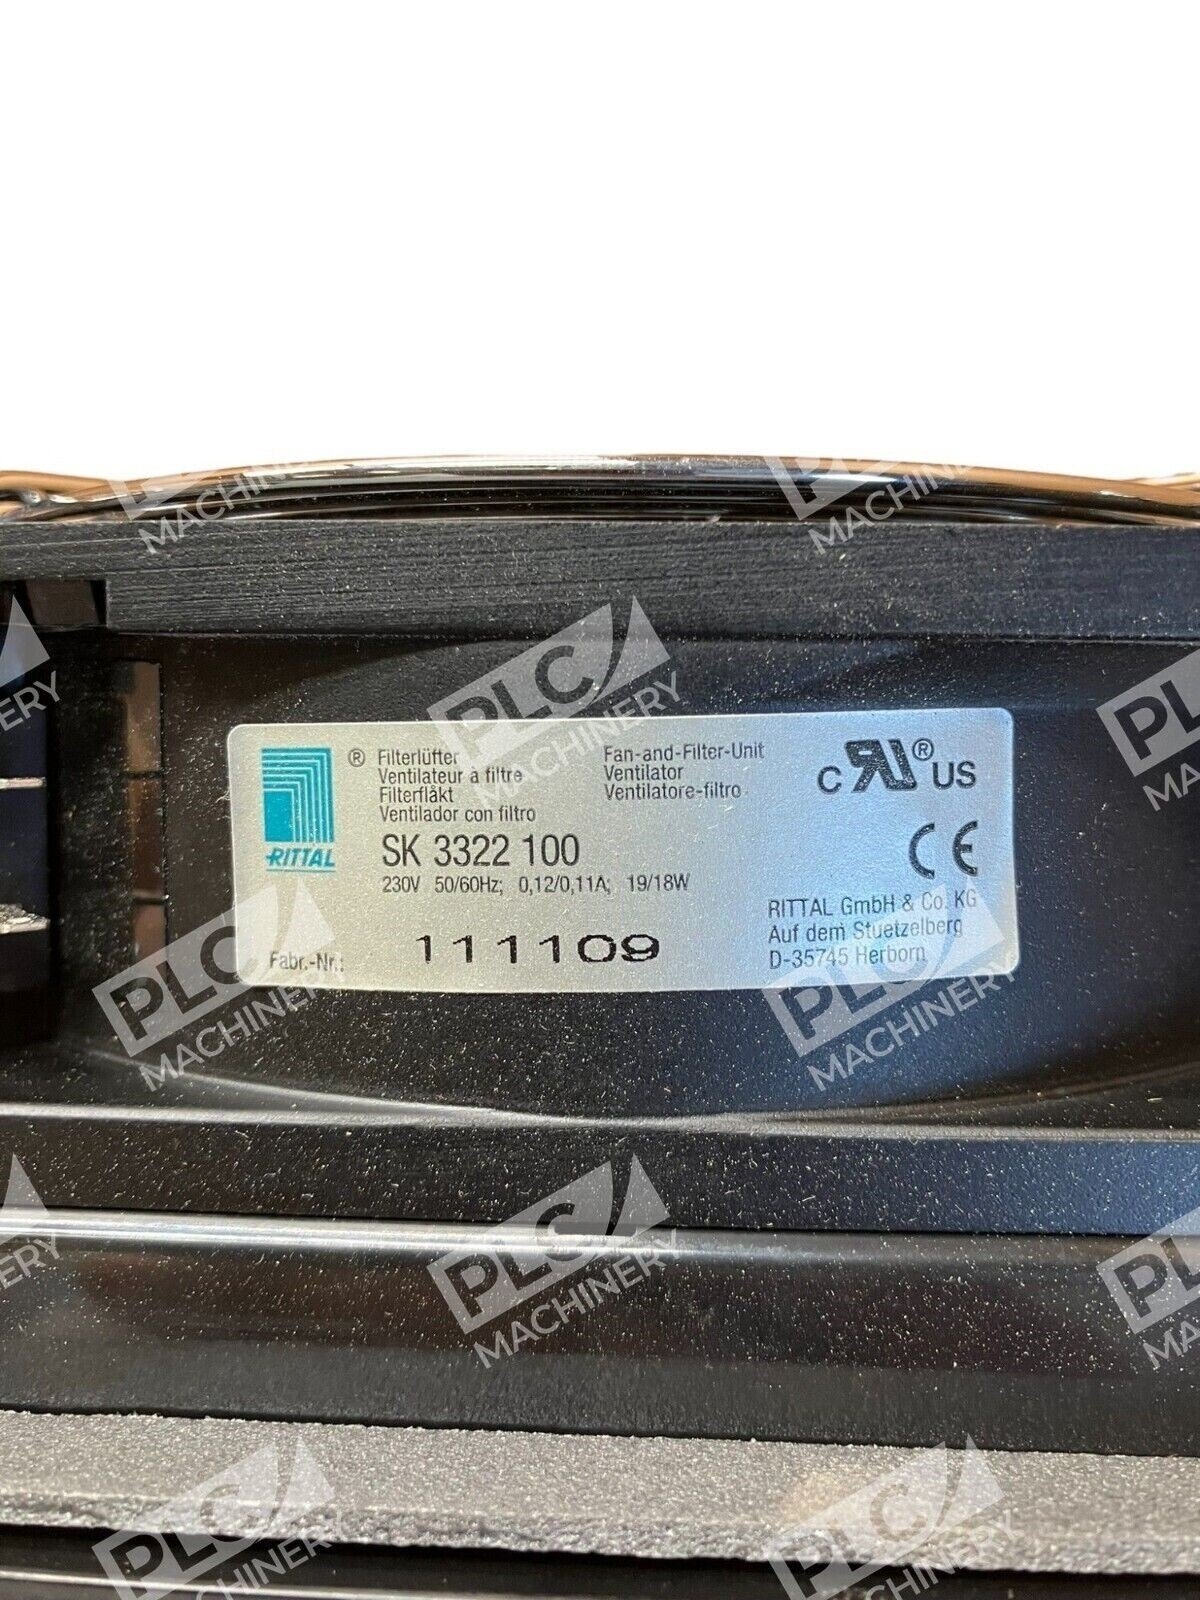 ® Filterlüfter
Ventilateur à filtre
Filterfläkt
Ventilador con filtro
Fan-and-Filter-Unit
Ventilator
Ventilatore-filtro
RITTAL
SK 3322 100
230V 50/60Hz; 0,12/0,11A; 19/18W
Fabr.-Nr.: 111109
C RU® US
CE
RITTAL GmbH & Co. KG
Auf dem Stuetzelberg
D-35745 Herborn
PLC
MACHINERY